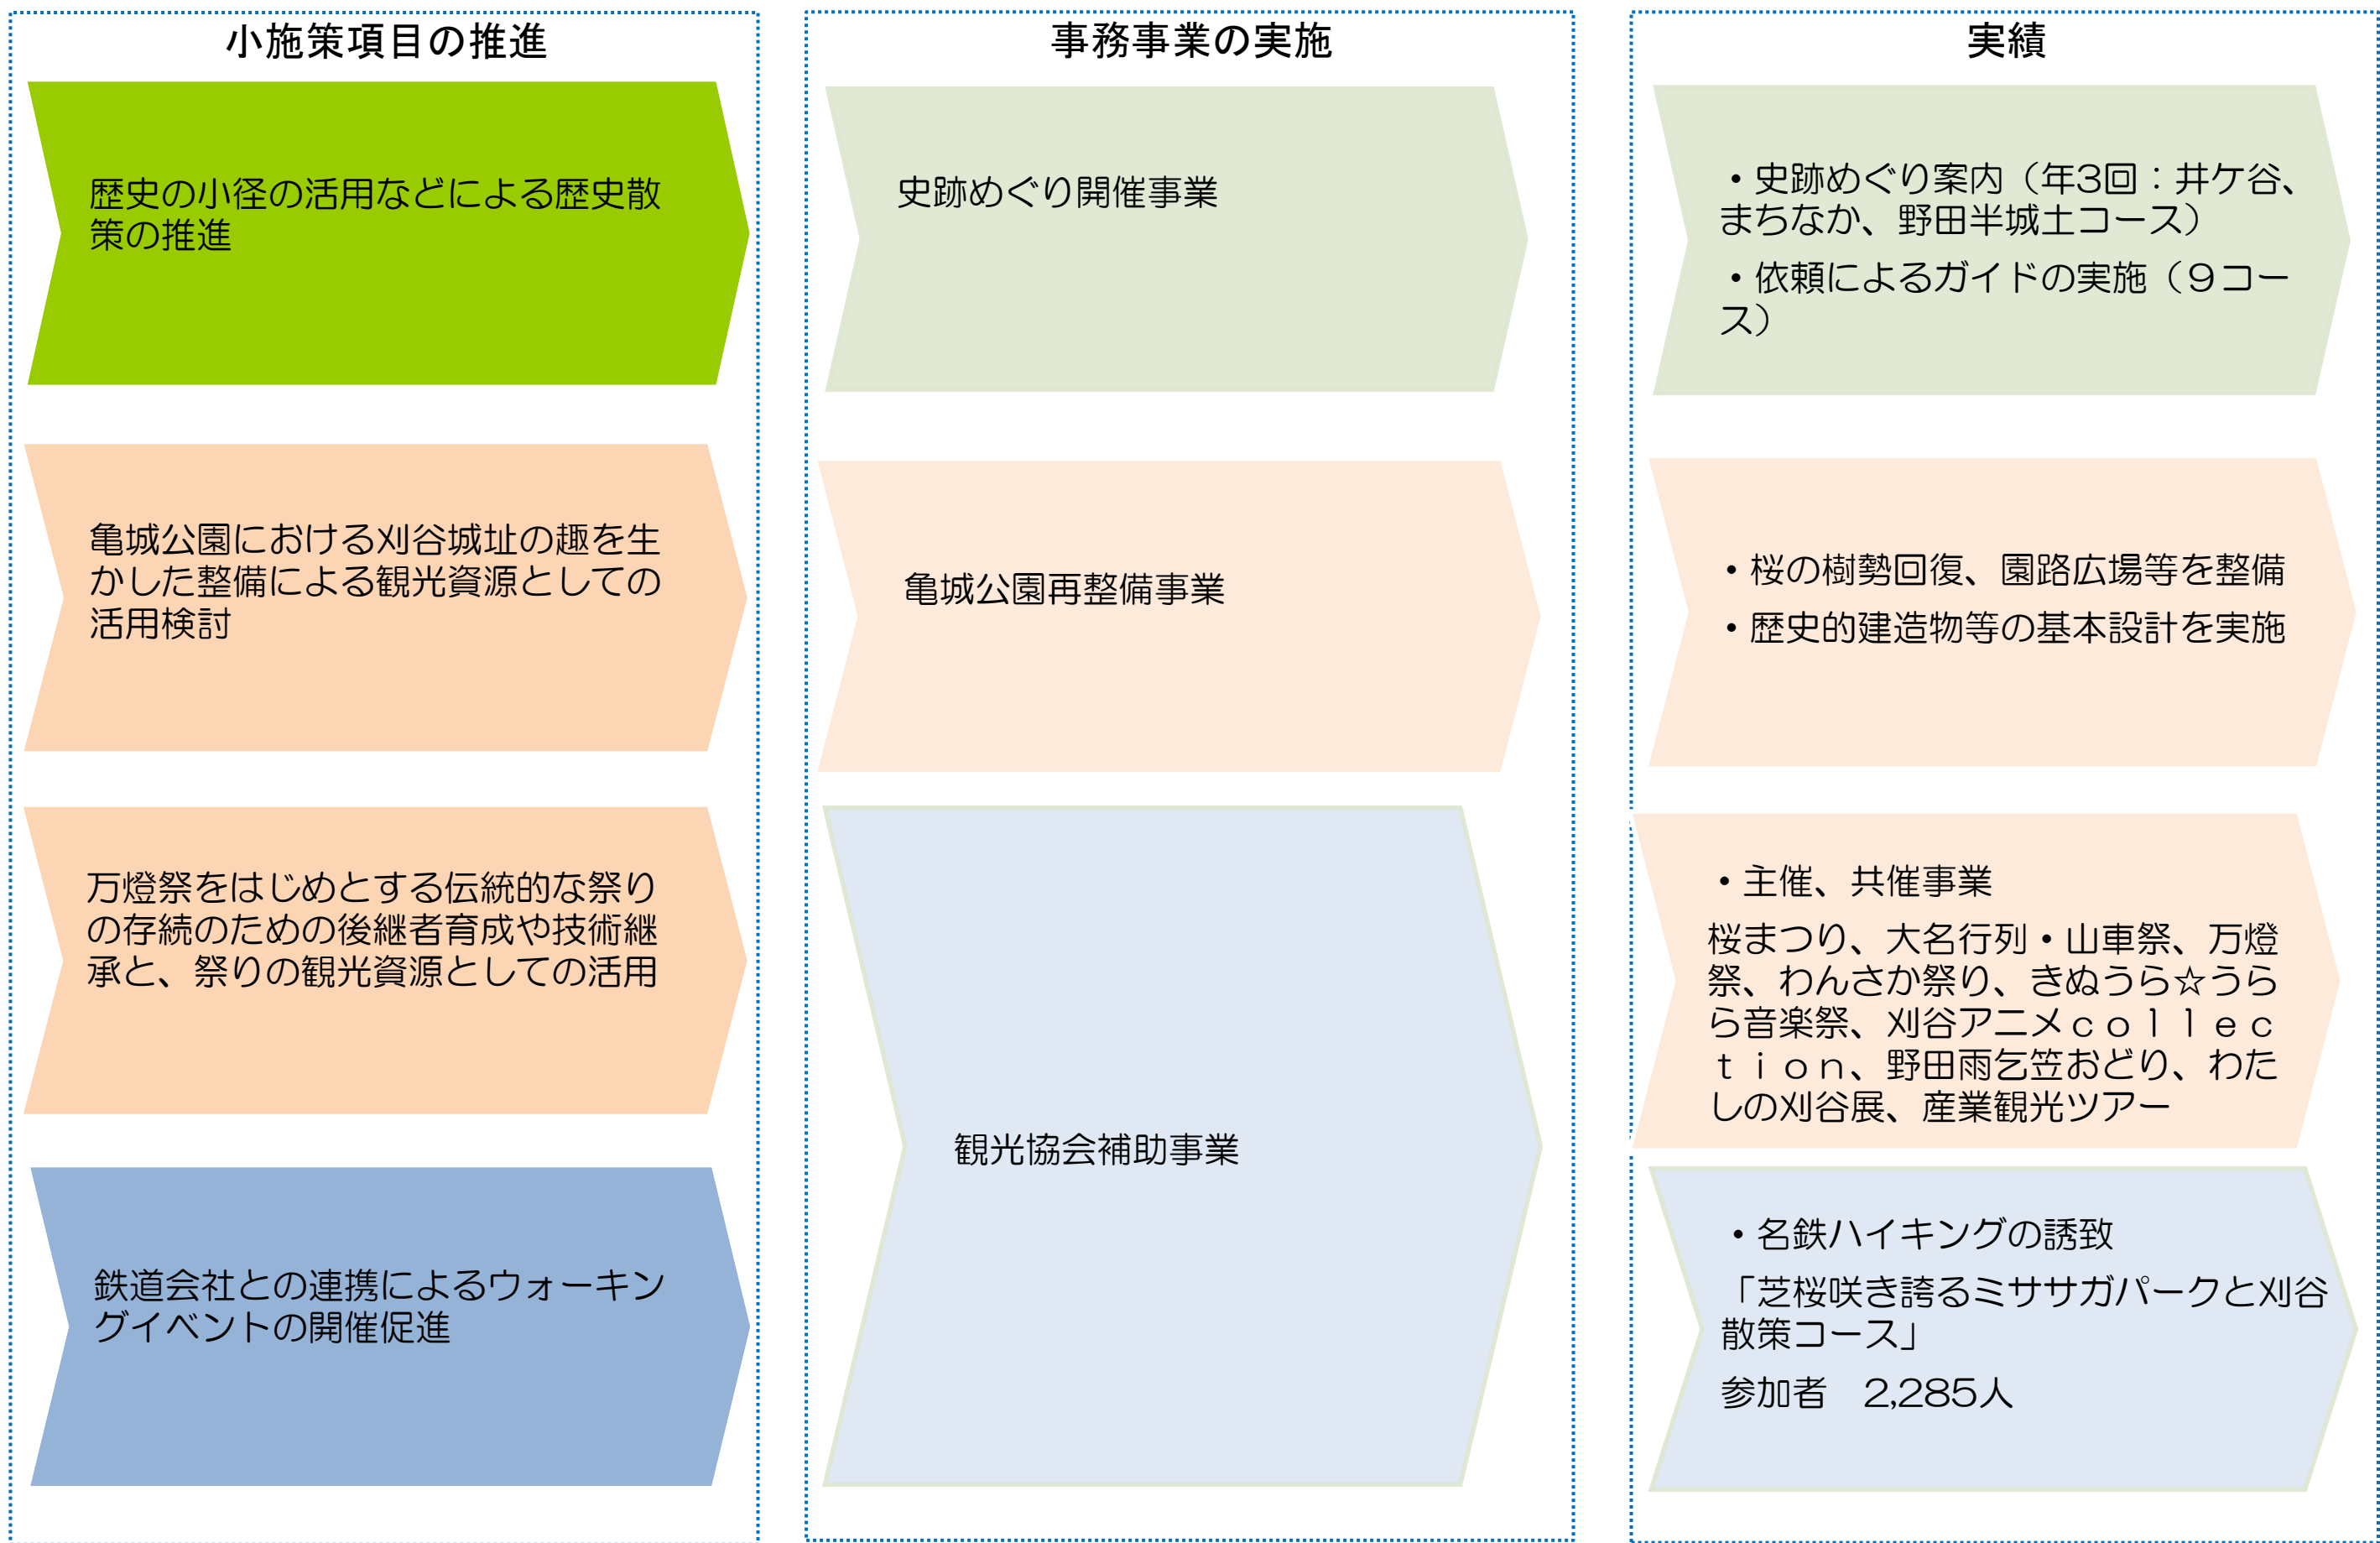 小施策項目の推進
歴史の小径の活用などによる歴史散
策の推進
亀城公園における刈谷城址の趣を生
かした整備による観光資源としての
活用検討
万燈祭をはじめとする伝統的な祭り
の存続のための後継者育成や技術継
承と、祭りの観光資源としての活用
鉄道会社との連携によるウォーキン
グイベントの開催促進
事務事業の実施
史跡めぐり開催事業
亀城公園再整備事業
観光協会補助事業
実績
・史跡めぐり案内（年3回：井ケ谷、
まちなか、野田半城土コース）
・依頼によるガイドの実施（９コー
ス）
・桜の樹勢回復、園路広場等を整備
・歴史的建造物等の基本設計を実施
・主催、共催事業
桜まつり、大名行列・山車祭、万燈
祭、わんさか祭り、きぬうら☆うら
ら音楽祭、刈谷アニメｃｏｌｌｅｃ
ｔｉｏｎ、野田雨乞笠おどり、わた
しの刈谷展、産業観光ツアー
・名鉄ハイキングの誘致
「芝桜咲き誇るミササガパークと刈谷
散策コース」
参加者　2,285人